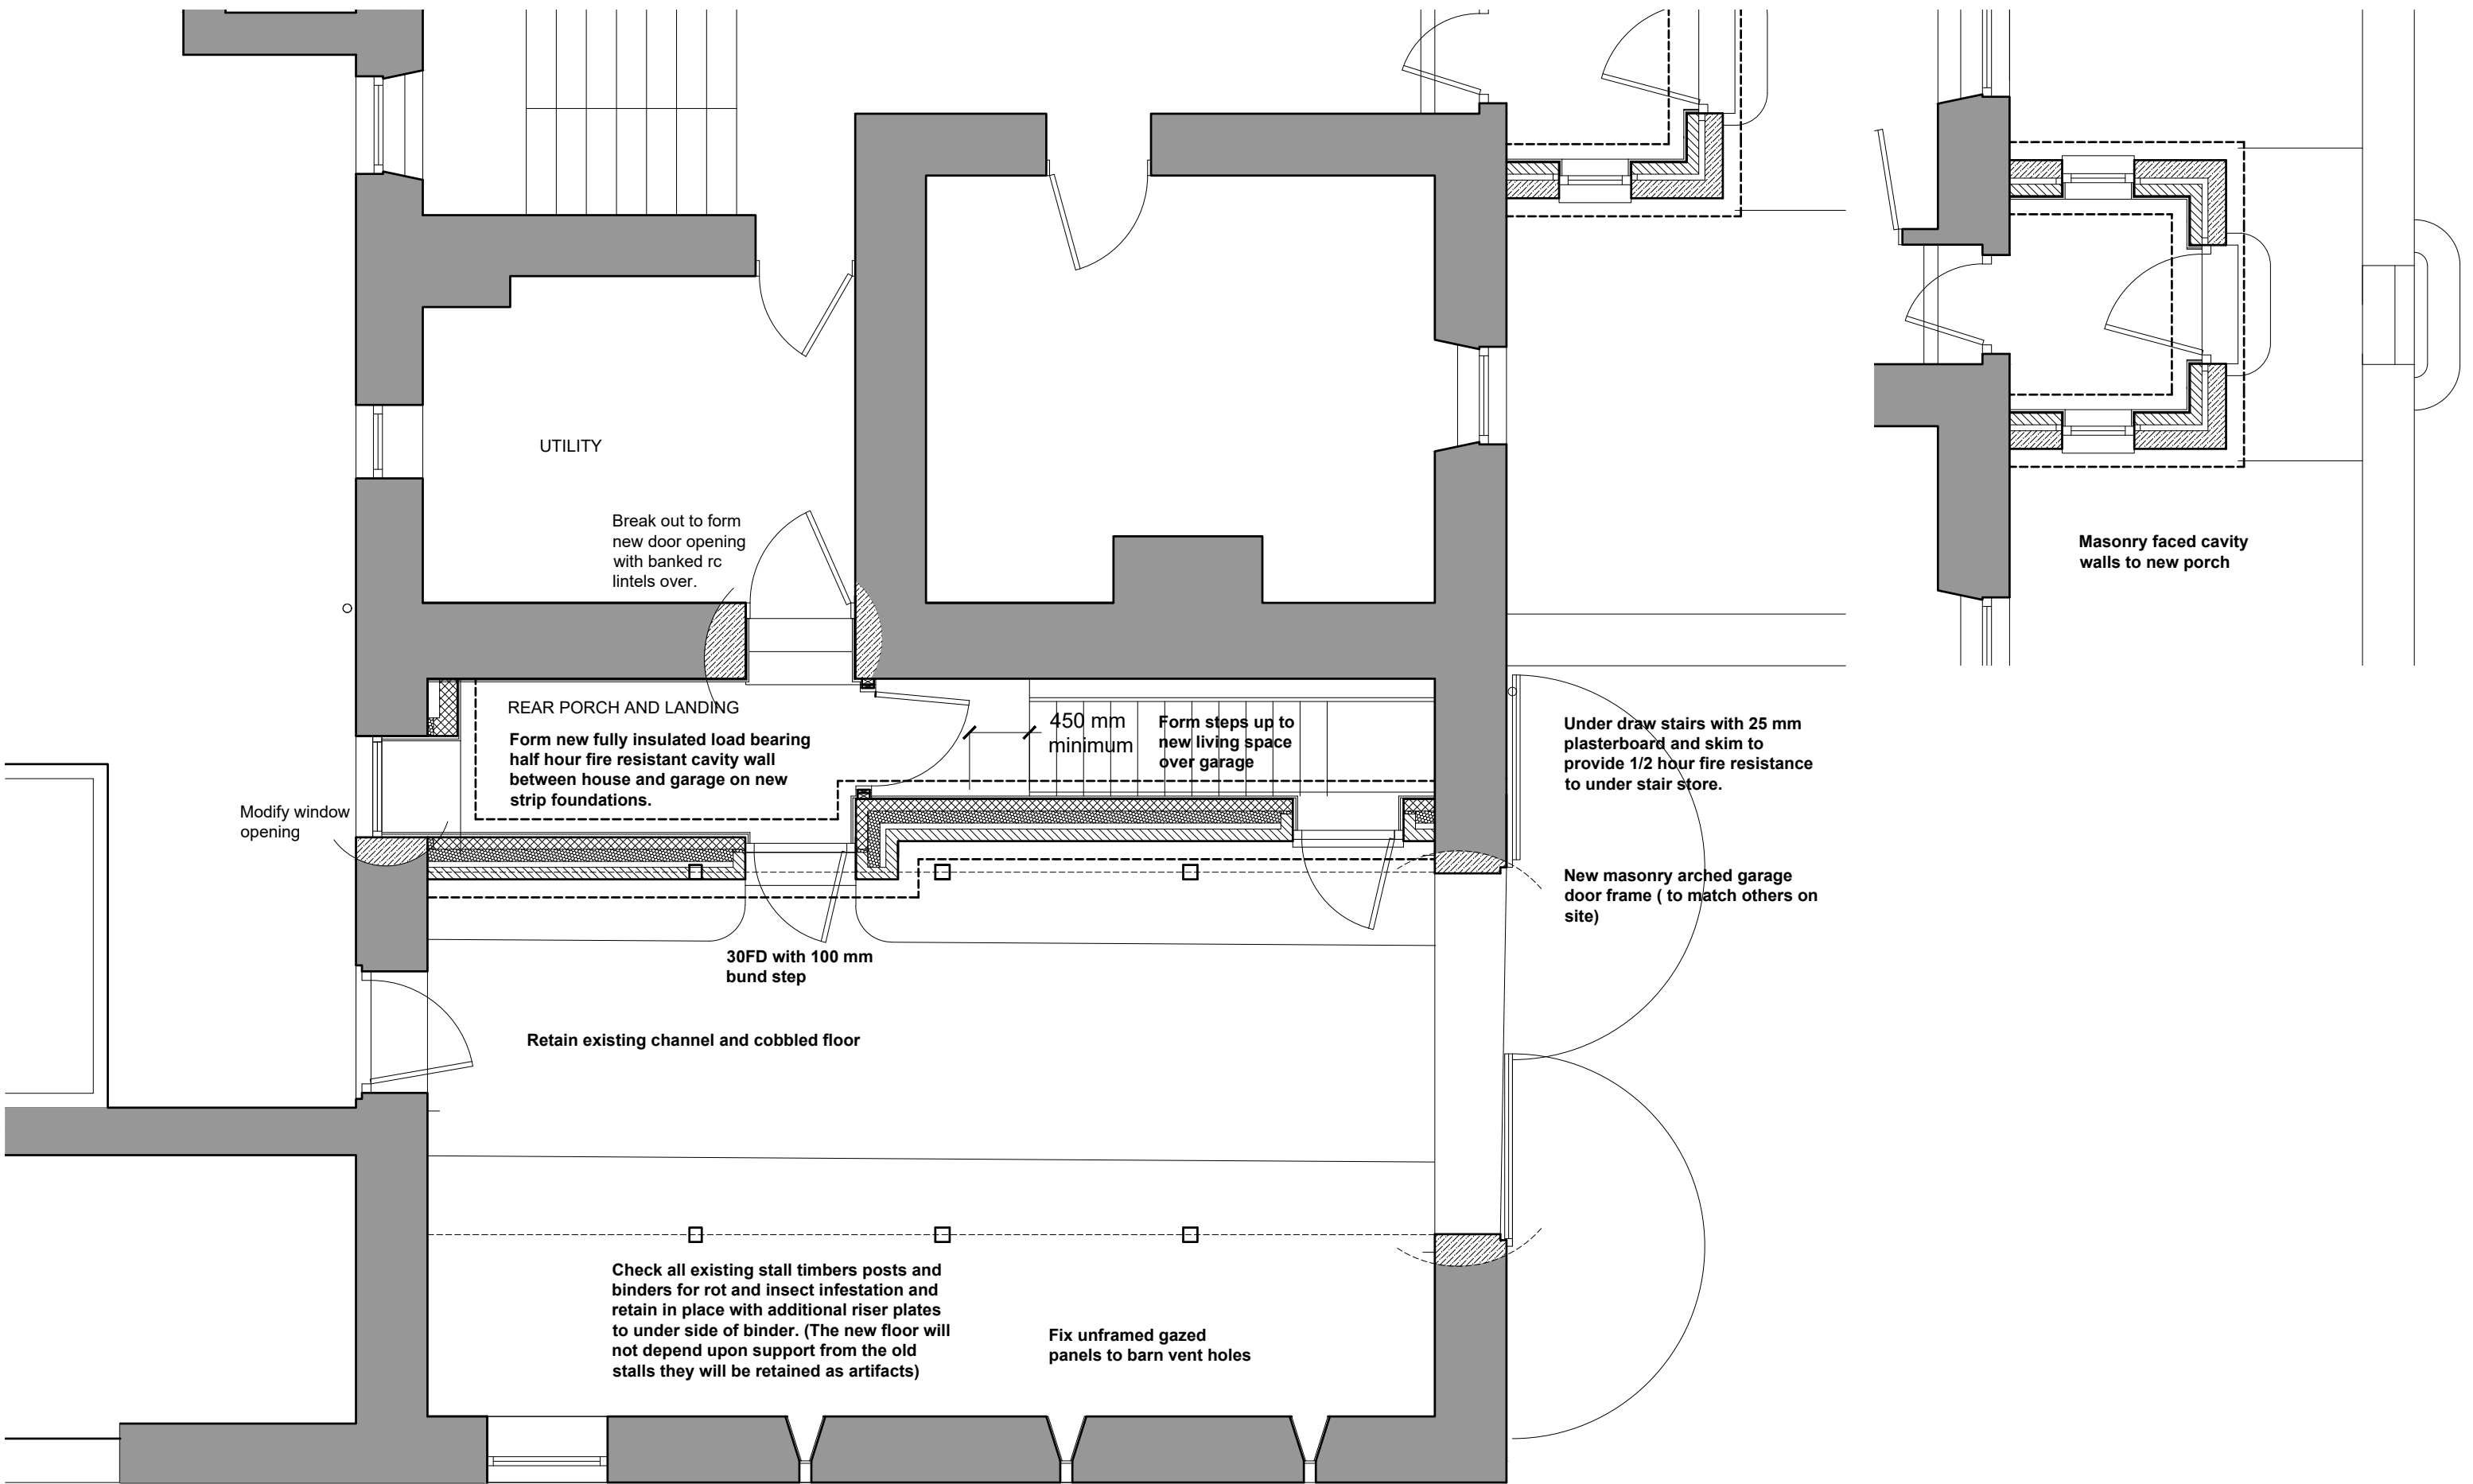 UTILITY
Break out to form
new door opening
with banked rc
lintels over.
Masonry faced cavity
walls to new porch
REAR PORCH AND LANDING
Form new fully insulated load bearing
half hour fire resistant cavity wall
between house and garage on new
strip foundations.
450 mm
minimum
Form steps up to
new living space
over garage
Under draw stairs with 25 mm
plasterboard and skim to
provide 1/2 hour fire resistance
to under stair store.
Modify window
opening
New masonry arched garage
door frame ( to match others on
site)
30FD with 100 mm
bund step
Retain existing channel and cobbled floor
Check all existing stall timbers posts and
binders for rot and insect infestation and
retain in place with additional riser plates
to under side of binder. (The new floor will
not depend upon support from the old
stalls they will be retained as artifacts)
Fix unframed gazed
panels to barn vent holes